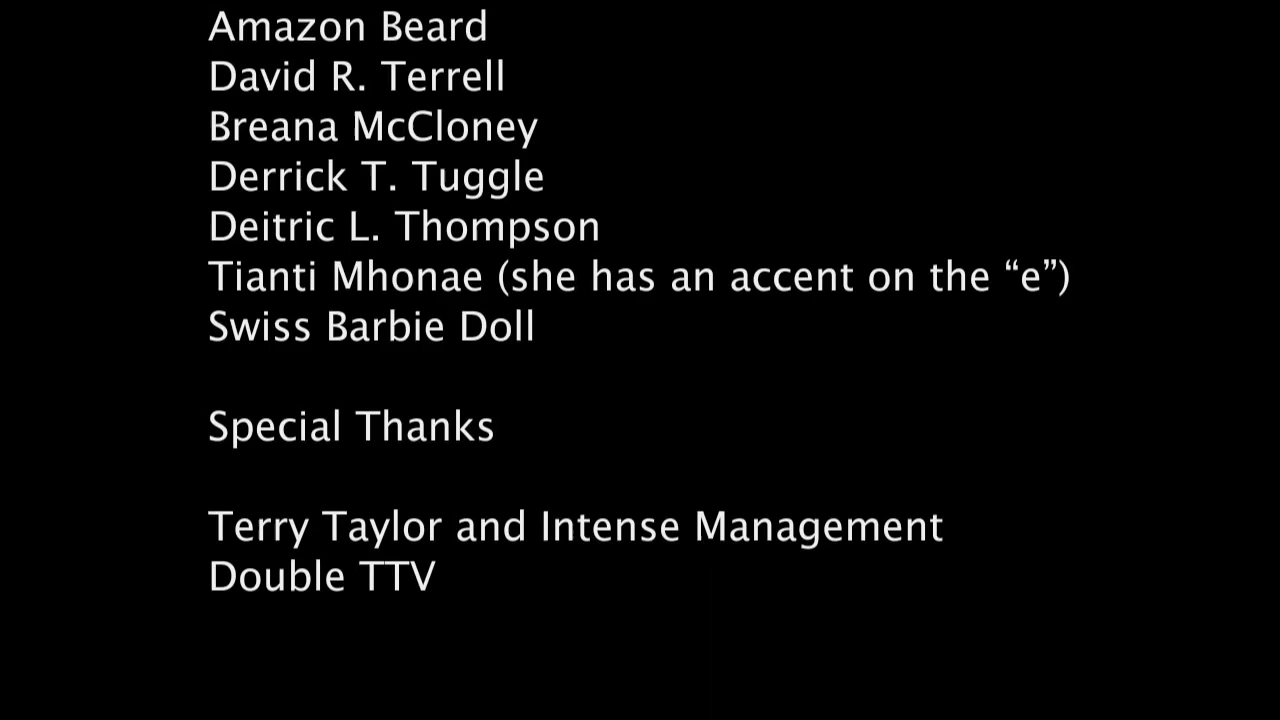 Amazon Beard
David R. Terrell
Breana McCloney
Derrick T. Tuggle
Deitric L. Thompson
Tianti Mhonae (she has an accent on the “e”)
Swiss Barbie Doll
Special Thanks
Terry Taylor and Intense Management
Double TTV